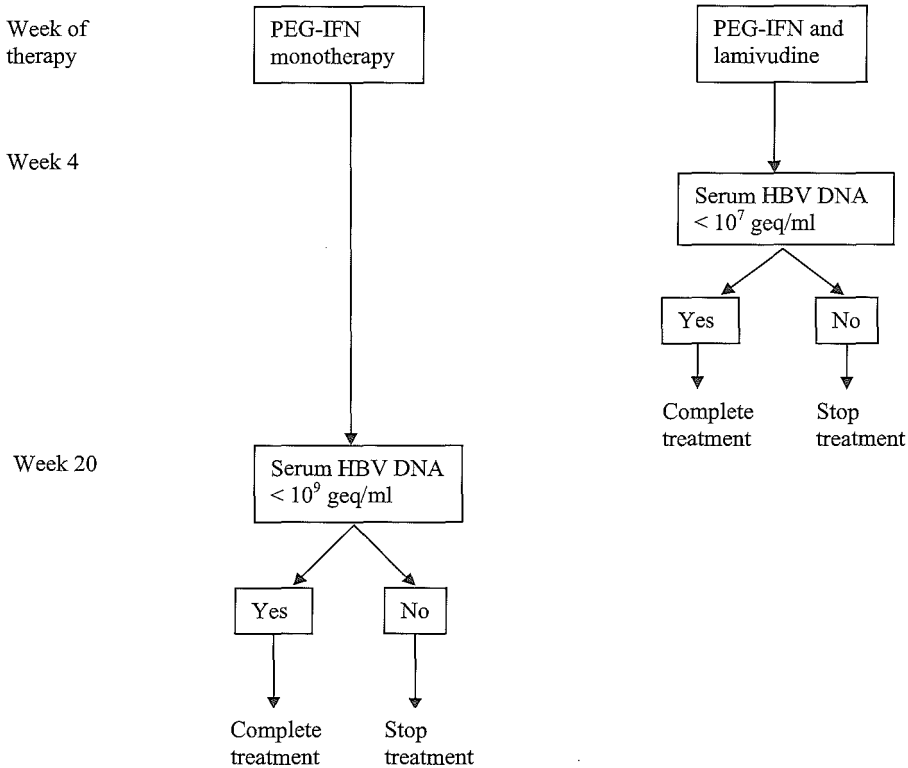 Week of
therapy
PEG-IFN
monotherapy
PEG-IFN and
lamivudine
Week 4
Serum HBV DNA
< 10⁷ geq/ml
Yes
No
Complete
treatment
Stop
treatment
Week 20
Serum HBV DNA
< 10⁹ geq/ml
Yes
No
Complete
treatment
Stop
treatment